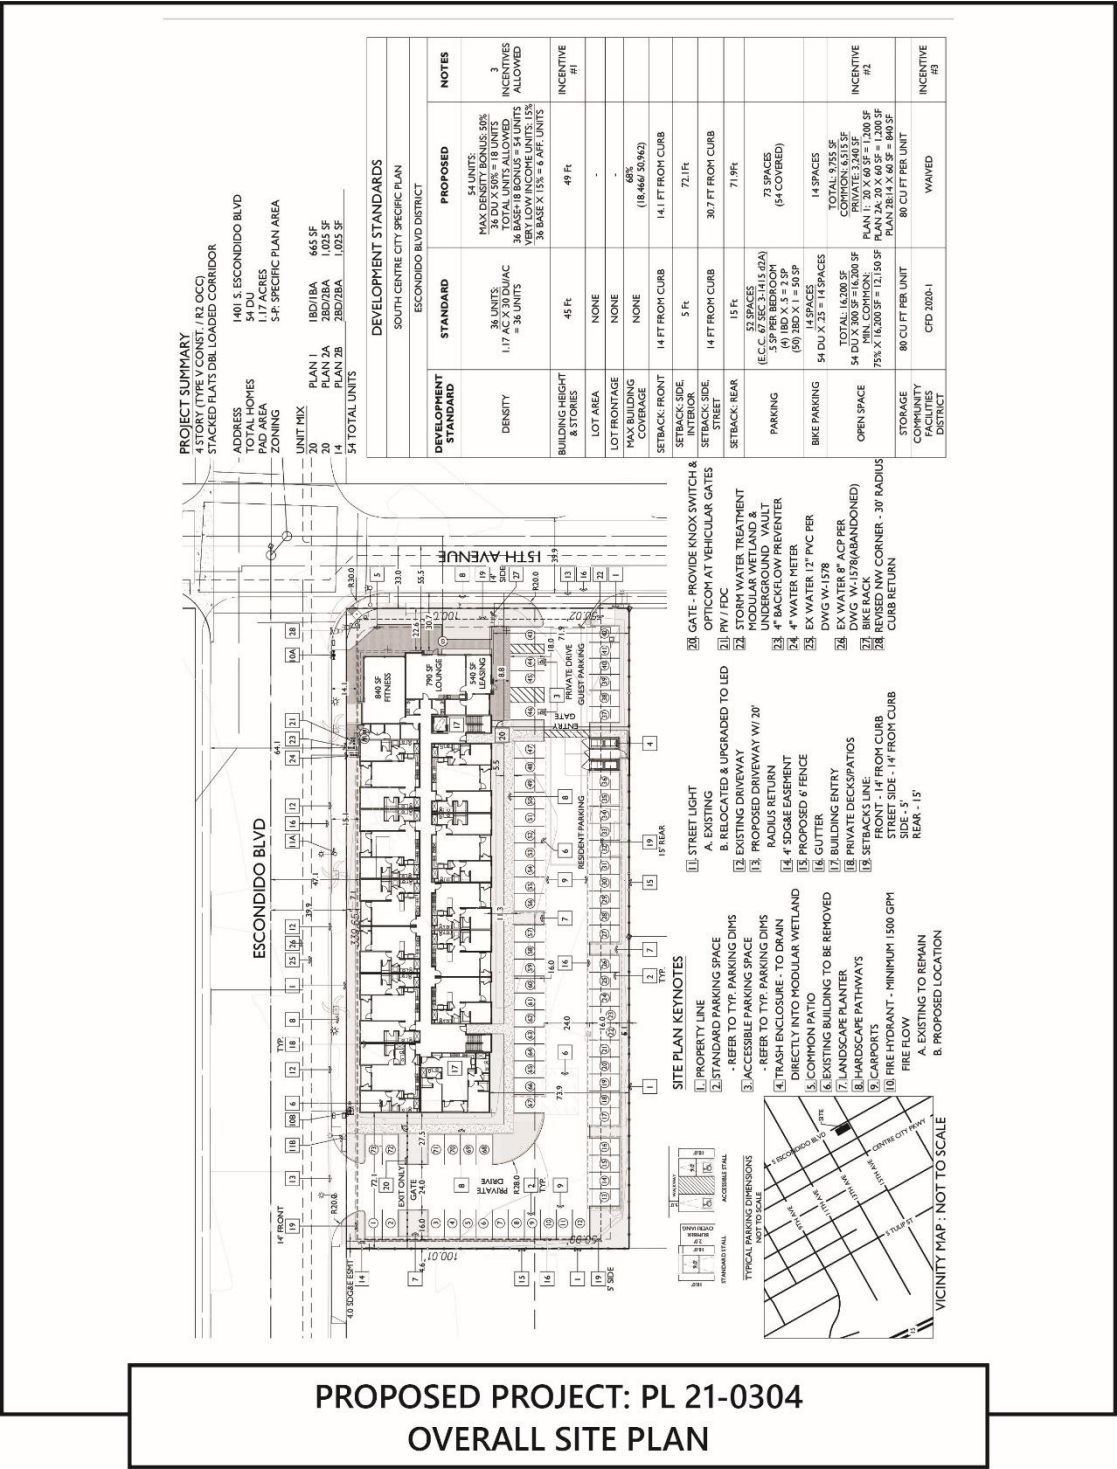 PROJECT SUMMARY
4 STORY (TYPE V CONST. / R2 OCC)
STACKED FLATS DBL LOADED CORRIDOR
ADDRESS 1401 S. ESCONDIDO BLVD
TOTAL HOMES 54 DU
PAD AREA 1.17 ACRES
ZONING S-P: SPECIFIC PLAN AREA
UNIT MIX
20 PLAN 1 1BD/1BA 665 SF
20 PLAN 2A 2BD/2BA 1,025 SF
14 PLAN 2B 2BD/2BA 1,025 SF
54 TOTAL UNITS
DEVELOPMENT STANDARDS
SOUTH CENTRE CITY SPECIFIC PLAN
ESCONDIDO BLVD DISTRICT
DEVELOPMENT STANDARD STANDARD PROPOSED NOTES
DENSITY
36 UNITS:
1.17 AC X 30 DU/AC
= 36 UNITS
54 UNITS:
MAX DENSITY BONUS: 50%
36 DU X 50% = 18 UNITS
TOTAL UNITS ALLOWED
36 BASE+18 BONUS = 54 UNITS
VERY LOW INCOME UNITS: 15%
36 BASE X 15% = 6 AFF. UNITS
3
INCENTIVES
ALLOWED
BUILDING HEIGHT & STORIES 45 Ft 49 Ft INCENTIVE #1
LOT AREA NONE -
LOT FRONTAGE NONE -
MAX BUILDING COVERAGE NONE 68% (18,466/ 50,962)
SETBACK: FRONT 14 FT FROM CURB 14.1 FT FROM CURB
SETBACK: SIDE, INTERIOR 5 Ft 72.1Ft
SETBACK: SIDE, STREET 14 FT FROM CURB 30.7 FT FROM CURB
SETBACK: REAR 15 Ft 71.9Ft
PARKING
52 SPACES
(E.C.C. 67 SEC 3-1415 d2A)
.5 SP PER BEDROOM
(4) 1BD X .5 = 2 SP
(50) 2BD X 1 = 50 SP
73 SPACES
(54 COVERED)
BIKE PARKING
14 SPACES
54 DU X .25 = 14 SPACES
14 SPACES
OPEN SPACE
TOTAL: 16,200 SF
54 DU X 300 SF =16,200 SF
MIN. COMMON:
75% X 16,200 SF = 12,150 SF
TOTAL: 9,755 SF
COMMON: 6,515 SF
PRIVATE: 3,240 SF
PLAN 1: 20 X 60 SF = 1,200 SF
PLAN 2A: 20 X 60 SF = 1,200 SF
PLAN 2B:14 X 60 SF = 840 SF
INCENTIVE #2
STORAGE 80 CU FT PER UNIT 80 CU FT PER UNIT
COMMUNITY FACILITIES DISTRICT CFD 2020-1 WAIVED INCENTIVE #3
ESCONDIDO BLVD
15TH AVENUE
840 SF
FITNESS
790 SF
LOUNGE
540 SF
LEASING
PRIVATE DRIVE
GUEST PARKING
ENTRY
GATE
RESIDENT PARKING
EXIT ONLY
GATE
PRIVATE
DRIVE
14' FRONT
15' REAR
5' SIDE
4.0 SDG&E ESMT
SITE PLAN KEYNOTES
1. PROPERTY LINE
2. STANDARD PARKING SPACE
- REFER TO TYP. PARKING DIMS
3. ACCESSIBLE PARKING SPACE
- REFER TO TYP. PARKING DIMS
4. TRASH ENCLOSURE - TO DRAIN
DIRECTLY INTO MODULAR WETLAND
5. COMMON PATIO
6. EXISTING BUILDING TO BE REMOVED
7. LANDSCAPE PLANTER
8. HARDSCAPE PATHWAYS
9. CARPORTS
10. FIRE HYDRANT - MINIMUM 1500 GPM
FIRE FLOW
A. EXISTING TO REMAIN
B. PROPOSED LOCATION
11. STREET LIGHT
A. EXISTING
B. RELOCATED & UPGRADED TO LED
12. EXISTING DRIVEWAY
13. PROPOSED DRIVEWAY W/ 20'
RADIUS RETURN
14. 4' SDG&E EASEMENT
15. PROPOSED 6' FENCE
16. GUTTER
17. BUILDING ENTRY
18. PRIVATE DECKS/PATIOS
19. SETBACKS LINE:
FRONT - 14' FROM CURB
STREET SIDE - 14' FROM CURB
SIDE - 5'
REAR - 15'
20. GATE - PROVIDE KNOX SWITCH &
OPTICOM AT VEHICULAR GATES
21. PIV / FDC
22. STORM WATER TREATMENT
MODULAR WETLAND &
UNDERGROUND VAULT
23. 4" BACKFLOW PREVENTER
24. 4" WATER METER
25. EX WATER 12" PVC PER
DWG W-1578
26. EX WATER 8" ACP PER
DWG W-1578(ABANDONED)
27. BIKE RACK
28. REVISED NW CORNER - 30' RADIUS
CURB RETURN
STANDARD STALL
ACCESSIBLE STALL
TYPICAL PARKING DIMENSIONS
NOT TO SCALE
S ESCONDIDO BLVD
SITE
CENTRE CITY PKWY
9TH AVE
11TH AVE
13TH AVE
15TH AVE
S TULIP ST
15
VICINITY MAP : NOT TO SCALE
PROPOSED PROJECT: PL 21-0304
OVERALL SITE PLAN